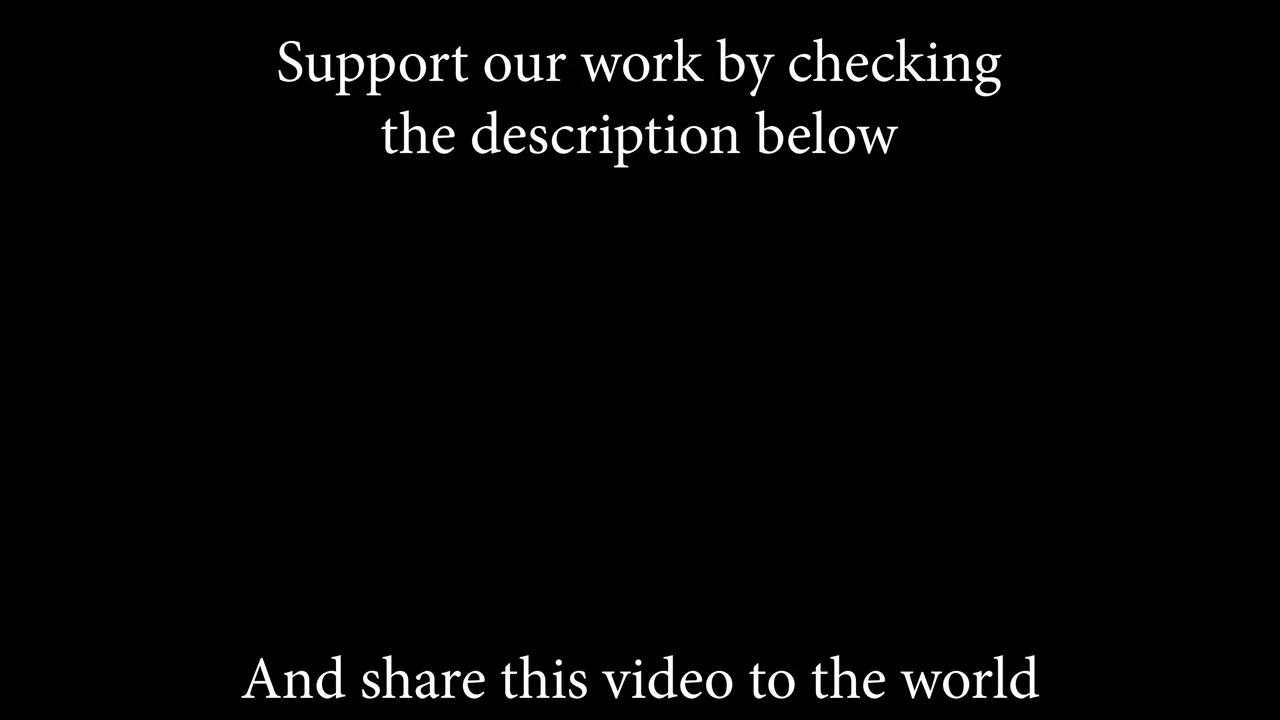 Support our work by checking
the description below
And share this video to the world